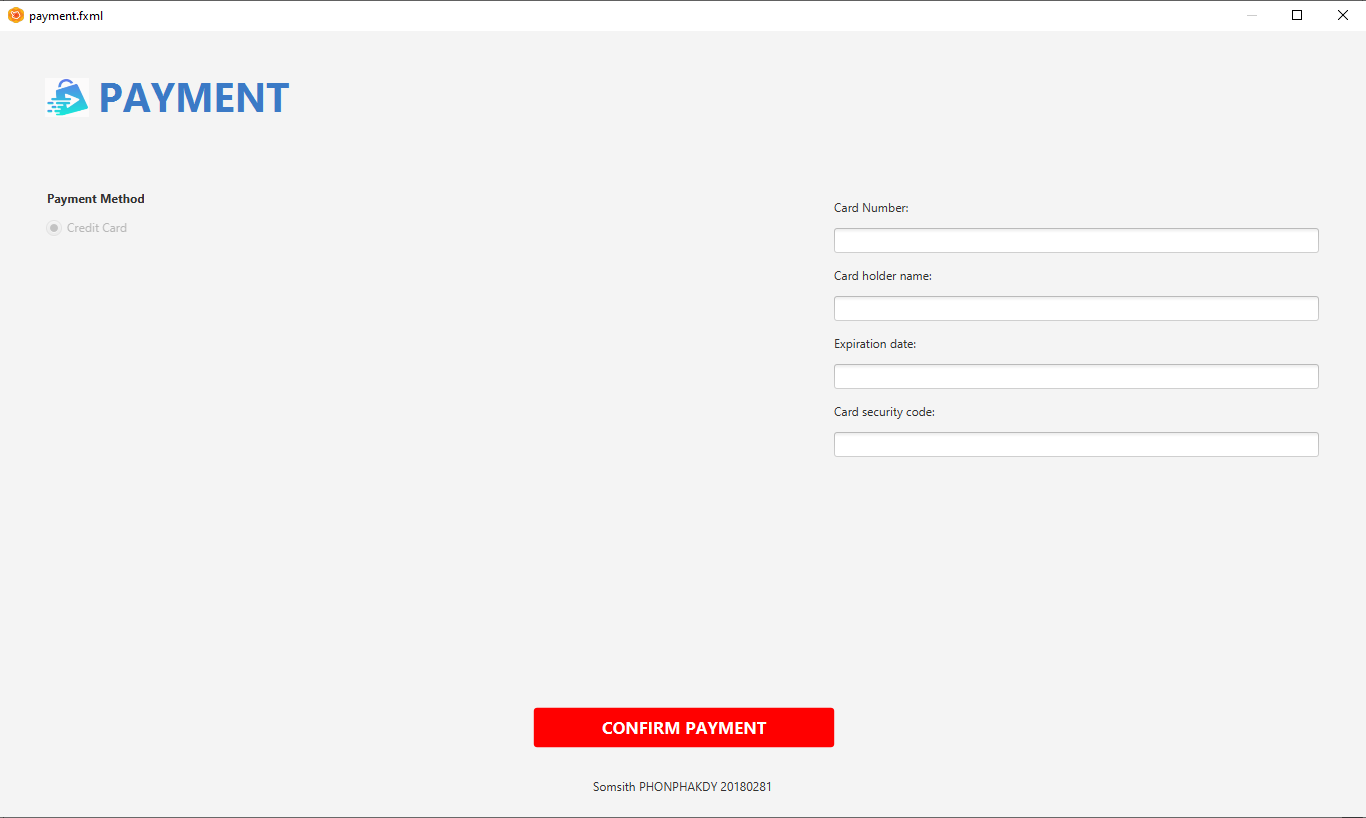 payment.fxml
PAYMENT
Payment Method
Credit Card
Card Number:
Card holder name:
Expiration date:
Card security code:
CONFIRM PAYMENT
Somsith PHONPHAKDY 20180281